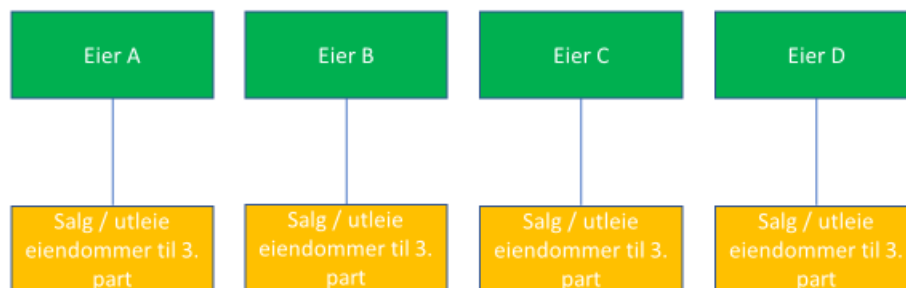 Eier A
Eier B
Eier C
Eier D
Salg / utleie
eiendommer til 3.
part
Salg / utleie
eiendommer til 3.
part
Salg / utleie
eiendommer til 3.
part
Salg / utleie
eiendommer til 3.
part